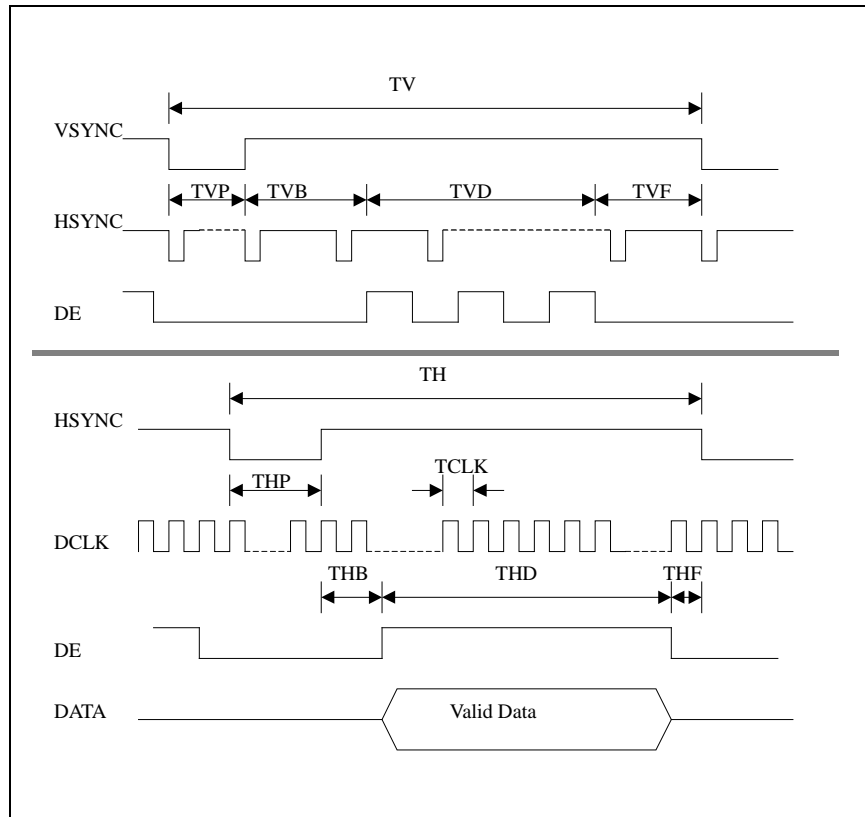 TV
VSYNC
TVP TVB TVD TVF
HSYNC
DE
TH
HSYNC
THP TCLK
DCLK
THB THD THF
DE
DATA Valid Data